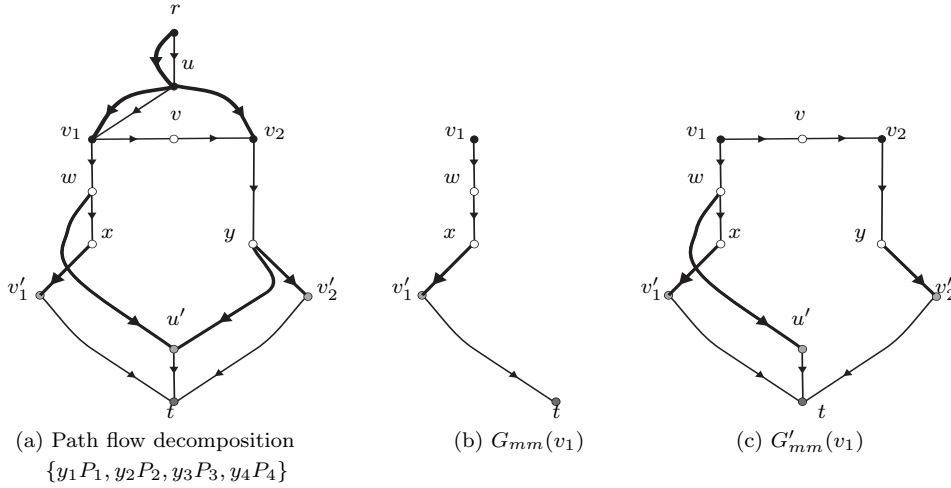 r
u
v
v₁ v₂
w
x y
v′₁ v′₂
u′
t
(a) Path flow decomposition
{y₁P₁, y₂P₂, y₃P₃, y₄P₄}
v₁
w
x
v′₁
t
(b) Gₘₘ(v₁)
v
v₁ v₂
w
x y
v′₁ v′₂
u′
t
(c) G′ₘₘ(v₁)